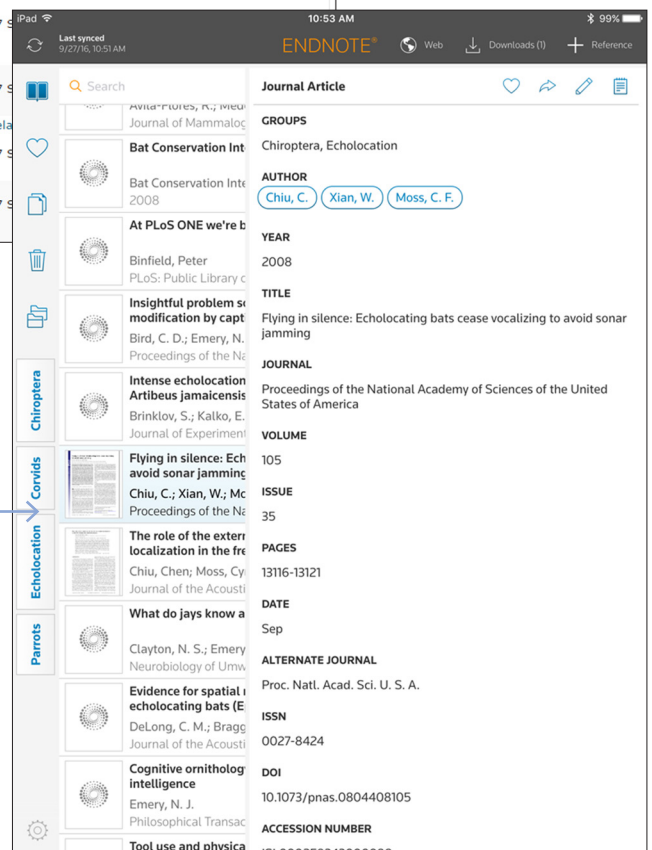 iPad
10:53 AM
99%
Last synced
9/27/16, 10:51 AM
ENDNOTE®
Web
Downloads (1)
Reference
Search
Journal of Mammalog
Bat Conservation Int
Bat Conservation Inte
2008
At PLoS ONE we're b
Binfield, Peter
PLoS: Public Library c
Insightful problem so
modification by capt
Bird, C. D.; Emery, N.
Proceedings of the Na
Intense echolocation
Artibeus jamaicensis
Brinklov, S.; Kalko, E.
Journal of Experiment
Flying in silence: Ech
avoid sonar jamming
Chiu, C.; Xian, W.; Mo
Proceedings of the Na
The role of the extern
localization in the fre
Chiu, Chen; Moss, Cy
Journal of the Acousti
What do jays know a
Clayton, N. S.; Emery
Neurobiology of Umw
Evidence for spatial
echolocating bats (E
DeLong, C. M.; Bragg
Journal of the Acousti
Cognitive ornitholog
intelligence
Emery, N. J.
Philosophical Transac
Tool use and physica
Chiroptera
Corvids
Echolocation
Parrots
Journal Article
GROUPS
Chiroptera, Echolocation
AUTHOR
Chiu, C.
Xian, W.
Moss, C. F.
YEAR
2008
TITLE
Flying in silence: Echolocating bats cease vocalizing to avoid sonar
jamming
JOURNAL
Proceedings of the National Academy of Sciences of the United
States of America
VOLUME
105
ISSUE
35
PAGES
13116-13121
DATE
Sep
ALTERNATE JOURNAL
Proc. Natl. Acad. Sci. U. S. A.
ISSN
0027-8424
DOI
10.1073/pnas.0804408105
ACCESSION NUMBER